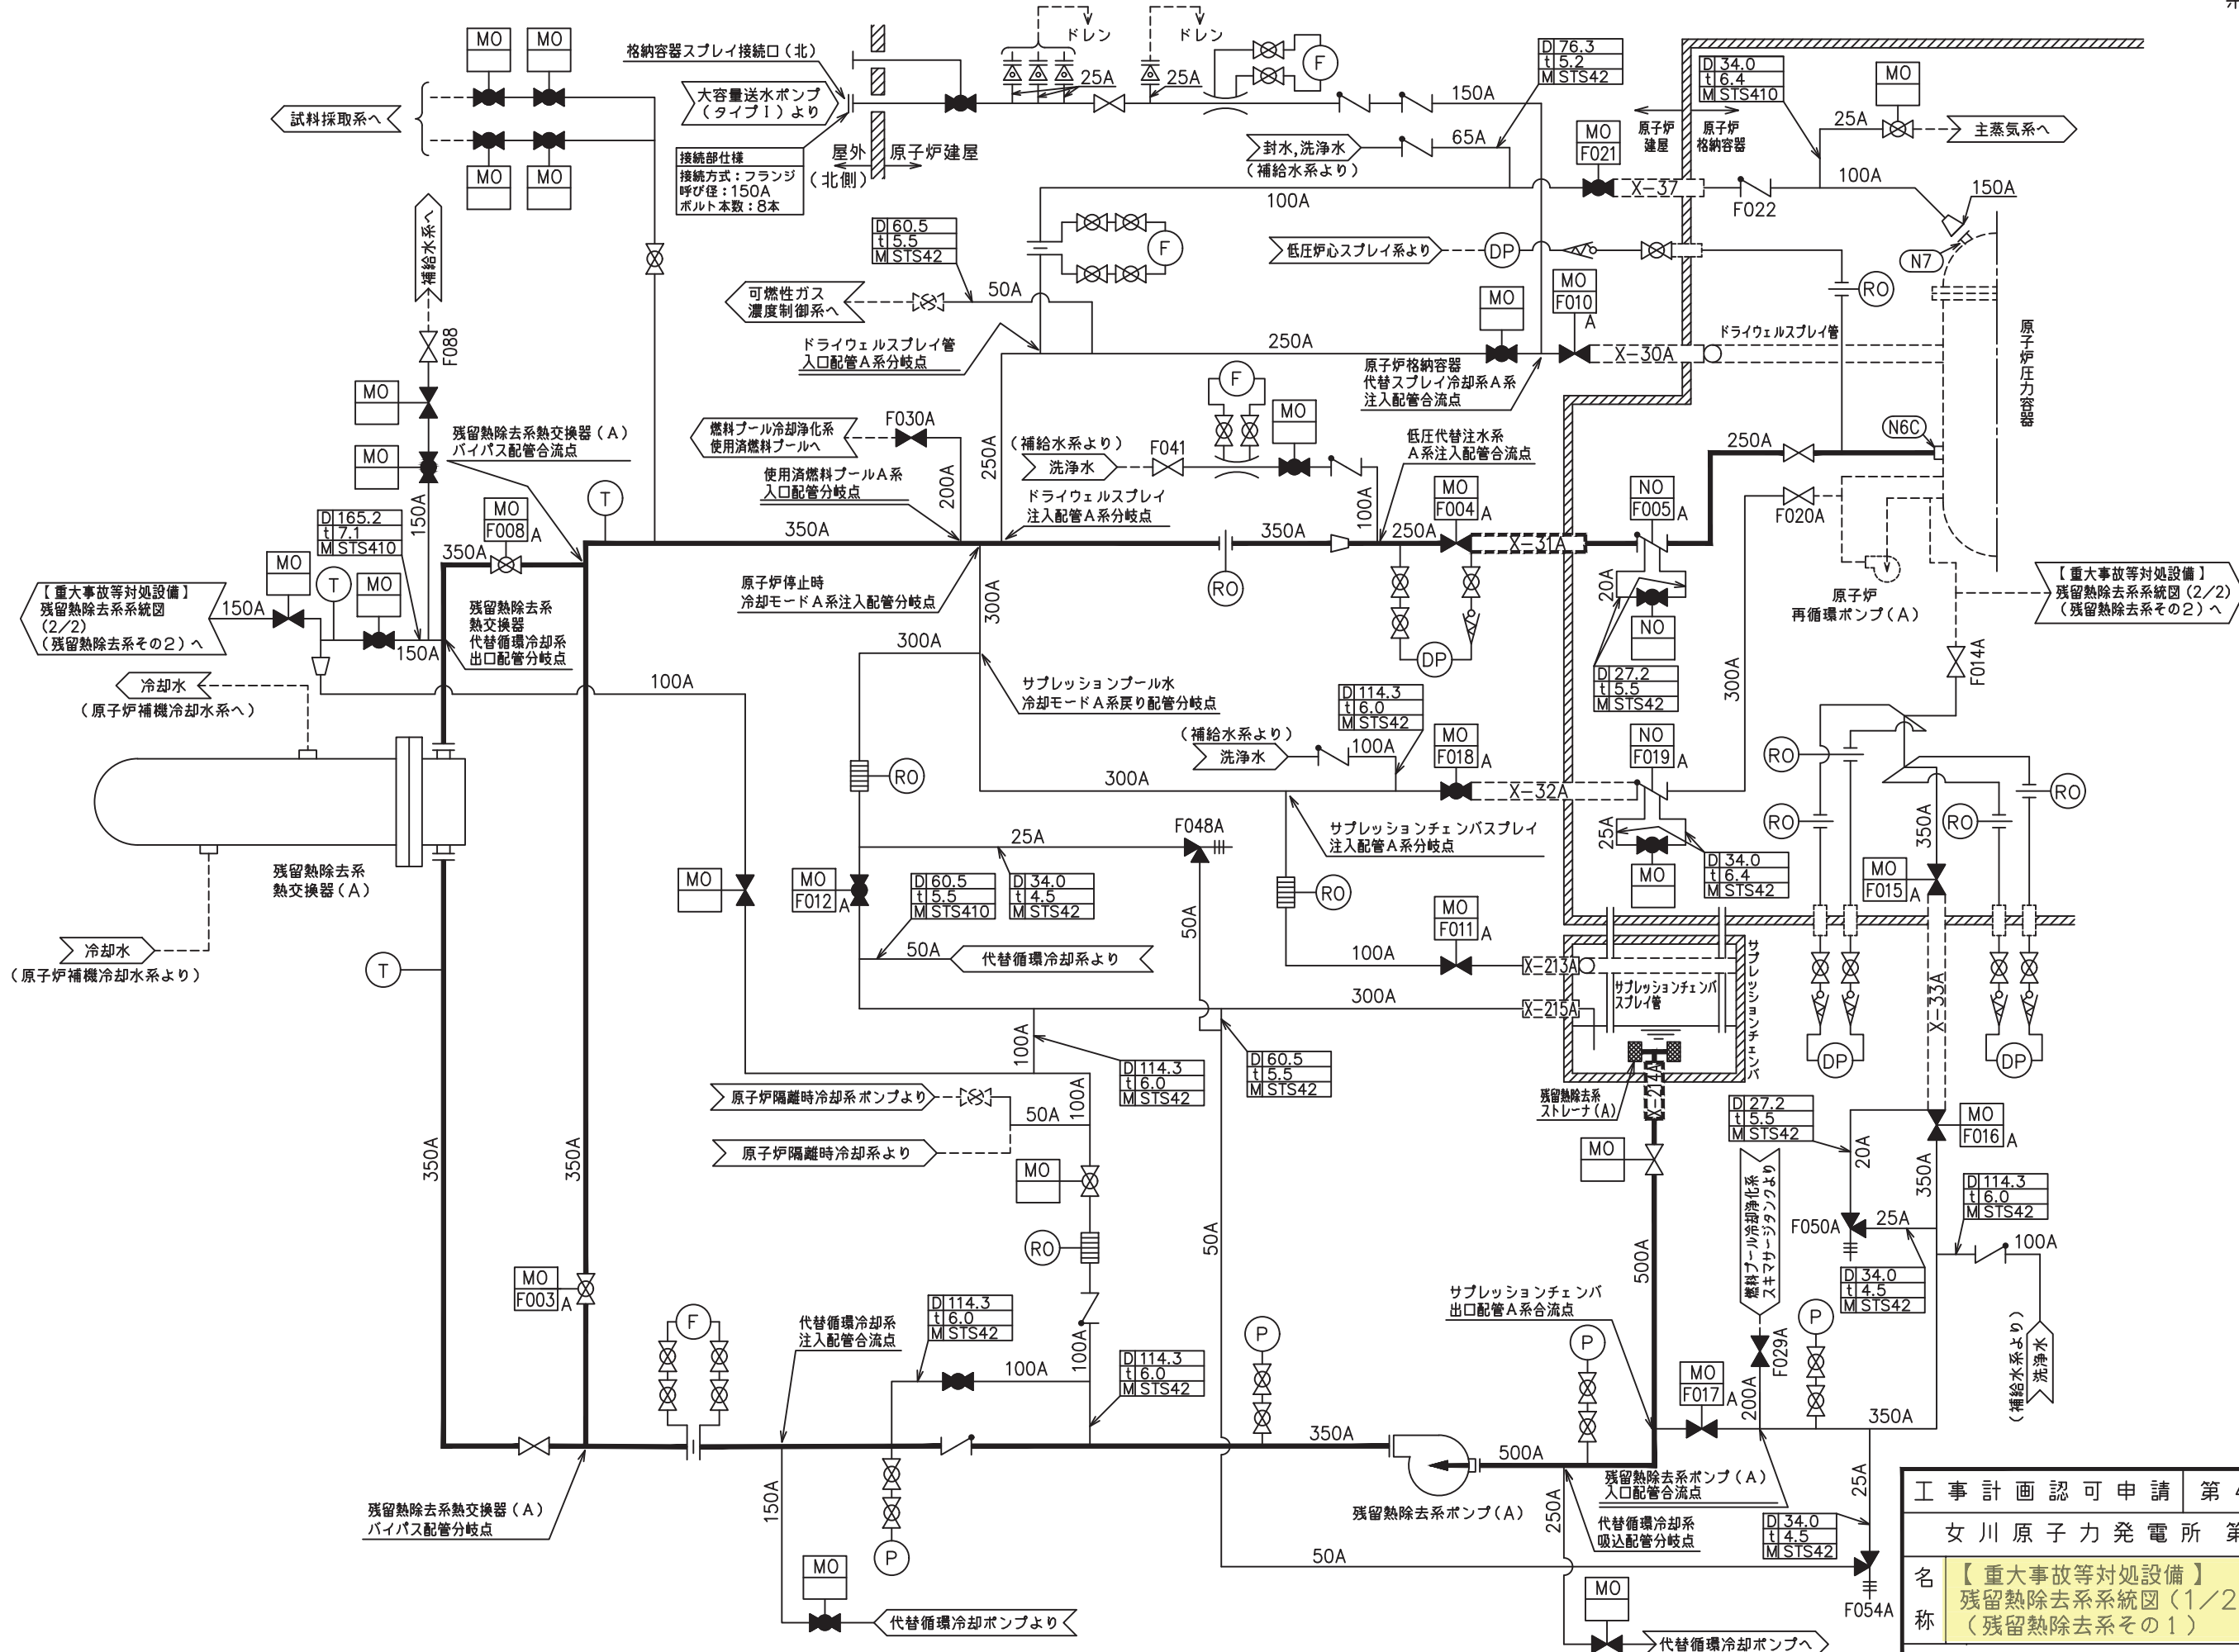 MO
MO
試料採取系へ
MO
MO
格納容器スプレイ接続口(北)
大容量送水ポンプ
(タイプⅠ)より
接続部仕様
接続方式:フランジ
呼び径:150A
ボルト本数:8本
屋外
原子炉建屋
(北側)
ドレン
ドレン
25A
25A
F
150A
D 76.3
t 5.2
M STS42
封水,洗浄水
(補給水系より)
65A
100A
D 34.0
t 6.4
M STS410
原子炉
建屋
原子炉
格納容器
MO
25A
主蒸気系へ
MO
F021
X-37
F022
100A
150A
N7
D 60.5
t 5.5
M STS42
F
低圧炉心スプレイ系より
DP
RO
可燃性ガス
濃度制御系へ
50A
MO
MO
F010
A
250A
X-30A
ドライウェルスプレイ管
原子炉圧力容器
ドライウェルスプレイ管
入口配管A系分岐点
原子炉格納容器
代替スプレイ冷却系A系
注入配管合流点
補給水系へ
F088
MO
MO
150A
残留熱除去系熱交換器(A)
バイパス配管合流点
燃料プール冷却浄化系
使用済燃料プールへ
F030A
使用済燃料プールA系
入口配管分岐点
200A
250A
(補給水系より)
洗浄水
F041
F
MO
100A
低圧代替注水系
A系注入配管合流点
ドライウェルスプレイ
注入配管A系分岐点
N6C
250A
F020A
MO
F008
A
T
350A
350A
350A
RO
250A
MO
F004
A
X-31A
NO
F005
A
20A
NO
D 27.2
t 5.5
M STS42
DP
D 165.2
t 7.1
M STS410
MO
T
MO
【重大事故等対処設備】
残留熱除去系系統図
(2/2)
(残留熱除去系その2)へ
150A
150A
残留熱除去系
熱交換器
代替循環冷却系
出口配管分岐点
原子炉停止時
冷却モードA系注入配管分岐点
300A
300A
サプレッションプール水
冷却モードA系戻り配管分岐点
原子炉
再循環ポンプ(A)
【重大事故等対処設備】
残留熱除去系系統図(2/2)
(残留熱除去系その2)へ
F014A
冷却水
(原子炉補機冷却水系へ)
100A
D 114.3
t 6.0
M STS42
(補給水系より)
洗浄水
100A
MO
F018
A
300A
X-32A
NO
F019
A
300A
25A
MO
D 34.0
t 6.4
M STS42
RO
RO
RO
RO
RO
サプレッションチェンバスプレイ
注入配管A系分岐点
RO
残留熱除去系
熱交換器(A)
冷却水
(原子炉補機冷却水系より)
T
MO
MO
F012
A
25A
F048A
D 60.5
t 5.5
M STS410
D 34.0
t 4.5
M STS42
50A
代替循環冷却系より
50A
MO
F011
A
100A
X-213A
300A
X-215A
サプレッションチェンバ
スプレイ管
サプレッションチェンバ
350A
MO
F015
A
X-33A
DP
DP
100A
D 114.3
t 6.0
M STS42
D 60.5
t 5.5
M STS42
残留熱除去系
ストレーナ(A)
X-214A
原子炉隔離時冷却系ポンプより
原子炉隔離時冷却系より
50A
100A
MO
RO
100A
MO
500A
D 27.2
t 5.5
M STS42
20A
MO
F016
A
350A
F050A
25A
D 114.3
t 6.0
M STS42
100A
D 34.0
t 4.5
M STS42
(補給水系より)
洗浄水
燃料プール冷却浄化系
スキマサージタンクより
F029A
200A
350A
350A
MO
F003
A
F
代替循環冷却系
注入配管合流点
D 114.3
t 6.0
M STS42
100A
D 114.3
t 6.0
M STS42
50A
P
サプレッションチェンバ
出口配管A系合流点
P
MO
F017
A
P
350A
350A
500A
残留熱除去系ポンプ(A)
残留熱除去系ポンプ(A)
入口配管合流点
代替循環冷却系
吸込配管分岐点
250A
残留熱除去系熱交換器(A)
バイパス配管分岐点
150A
P
MO
代替循環冷却ポンプより
50A
25A
D 34.0
t 4.5
M STS42
F054A
MO
代替循環冷却ポンプへ
工事計画認可申請 第
女川原子力発電所 第
名称
【重大事故等対処設備】
残留熱除去系系統図(1/2
(残留熱除去系その1)